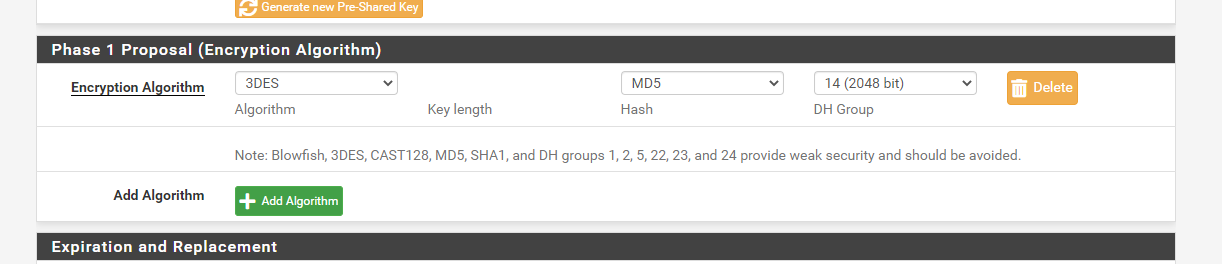 Generate new Pre-Shared Key
Phase 1 Proposal (Encryption Algorithm)
Encryption Algorithm 3DES MD5 14 (2048 bit) Delete
Algorithm Key length Hash DH Group
Note: Blowfish, 3DES, CAST128, MD5, SHA1, and DH groups 1, 2, 5, 22, 23, and 24 provide weak security and should be avoided.
Add Algorithm Add Algorithm
Expiration and Replacement